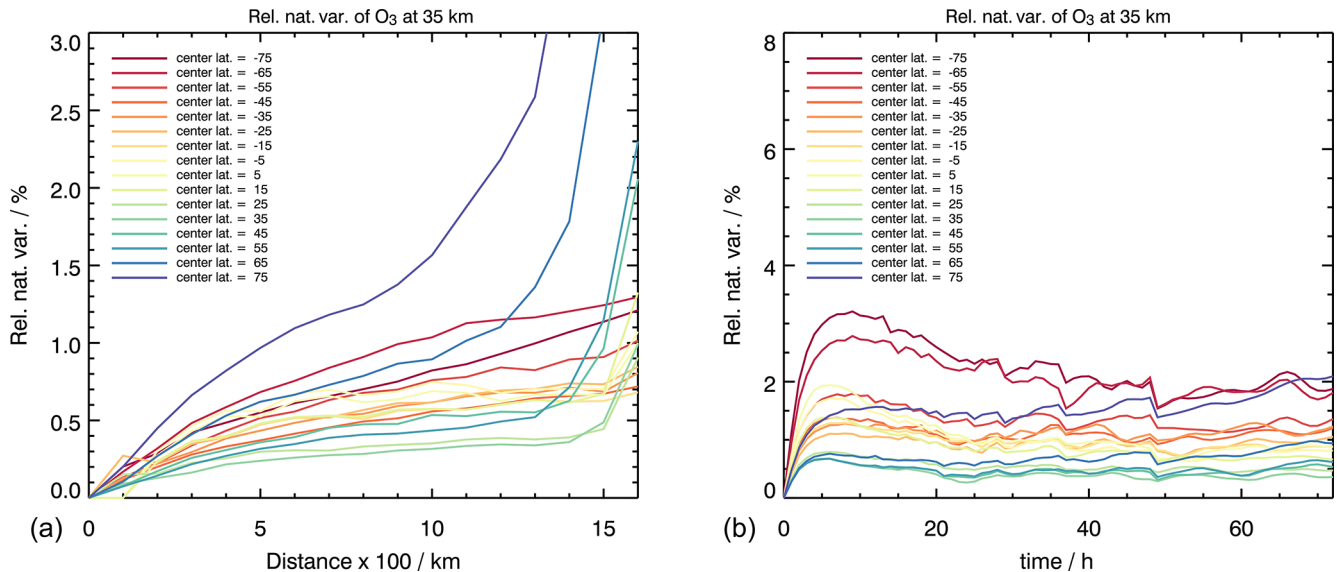 Rel. nat. var. of O3 at 35 km
Rel. nat. var. / %
3.0
2.5
2.0
1.5
1.0
0.5
0.0
center lat. = -75
center lat. = -65
center lat. = -55
center lat. = -45
center lat. = -35
center lat. = -25
center lat. = -15
center lat. = -5
center lat. = 5
center lat. = 15
center lat. = 25
center lat. = 35
center lat. = 45
center lat. = 55
center lat. = 65
center lat. = 75
0 5 10 15
(a)
Distance x 100 / km
Rel. nat. var. of O3 at 35 km
Rel. nat. var. / %
8
6
4
2
0
center lat. = -75
center lat. = -65
center lat. = -55
center lat. = -45
center lat. = -35
center lat. = -25
center lat. = -15
center lat. = -5
center lat. = 5
center lat. = 15
center lat. = 25
center lat. = 35
center lat. = 45
center lat. = 55
center lat. = 65
center lat. = 75
0 20 40 60
(b)
time / h